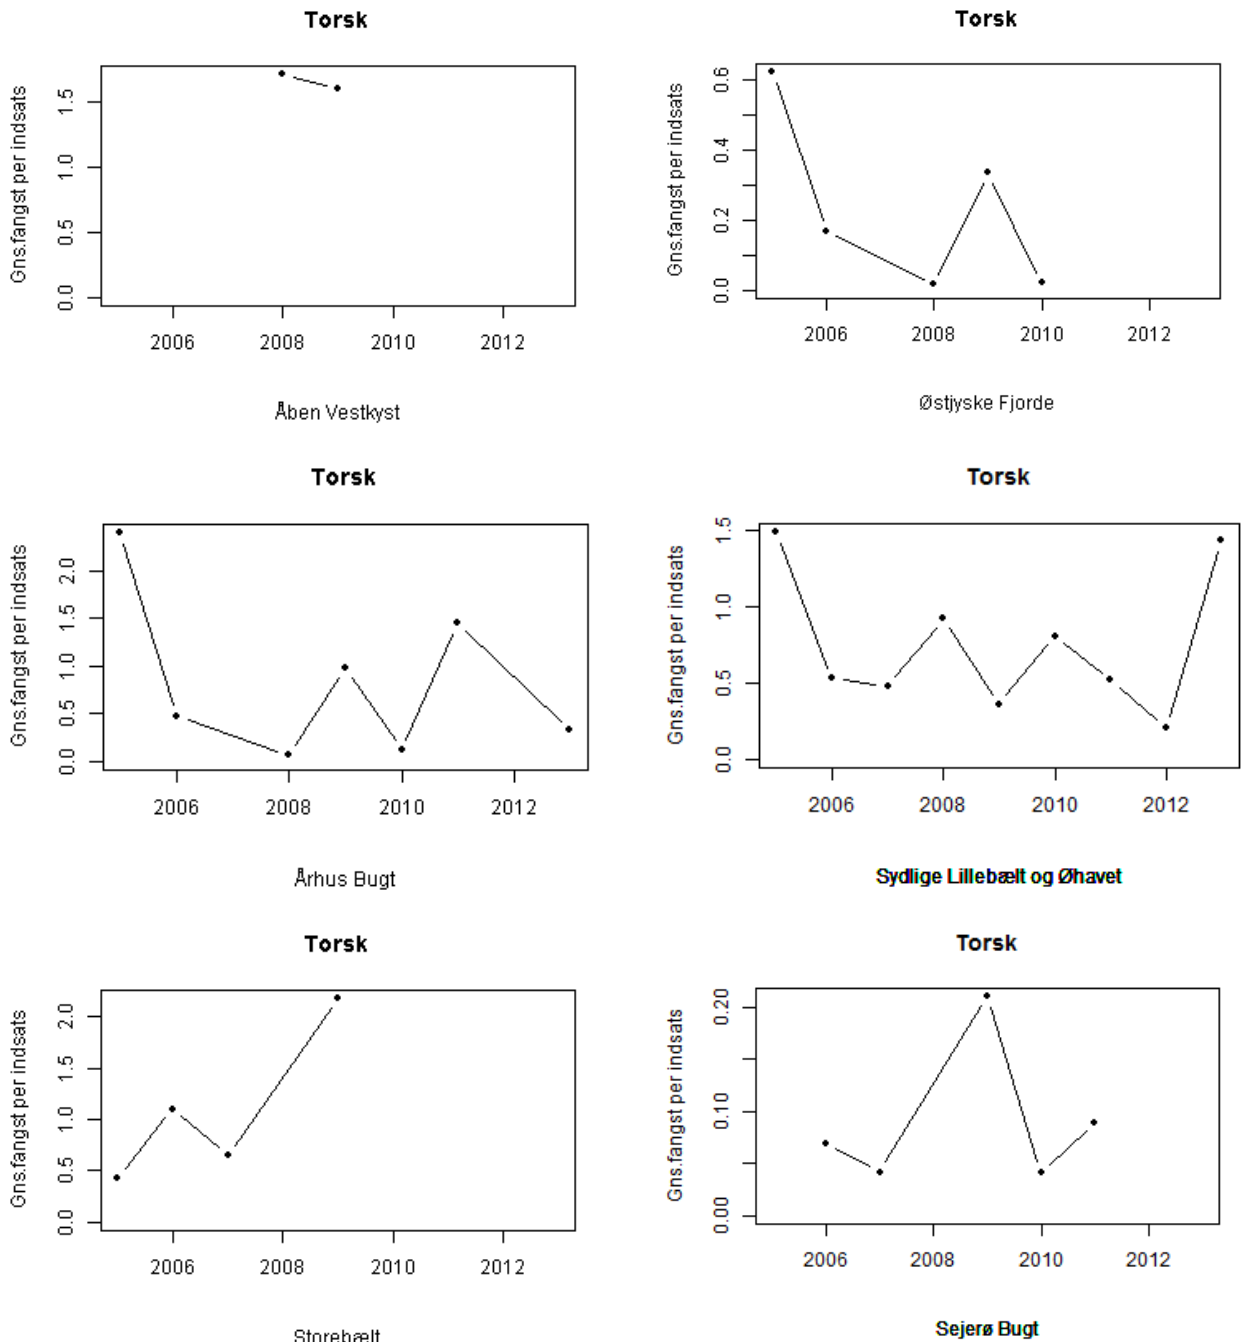 Torsk
Gns.fangst per indsats
0.0 0.5 1.0 1.5
2006 2008 2010 2012
Åben Vestkyst
Torsk
Gns.fangst per indsats
0.0 0.2 0.4 0.6
2006 2008 2010 2012
Østjyske Fjorde
Torsk
Gns.fangst per indsats
0.0 0.5 1.0 1.5 2.0
2006 2008 2010 2012
Århus Bugt
Torsk
Gns.fangst per indsats
0.0 0.5 1.0 1.5
2006 2008 2010 2012
Sydlige Lillebælt og Øhavet
Torsk
Gns.fangst per indsats
0.0 0.5 1.0 1.5 2.0
2006 2008 2010 2012
Storebælt
Torsk
Gns.fangst per indsats
0.00 0.10 0.20
2006 2008 2010 2012
Sejerø Bugt